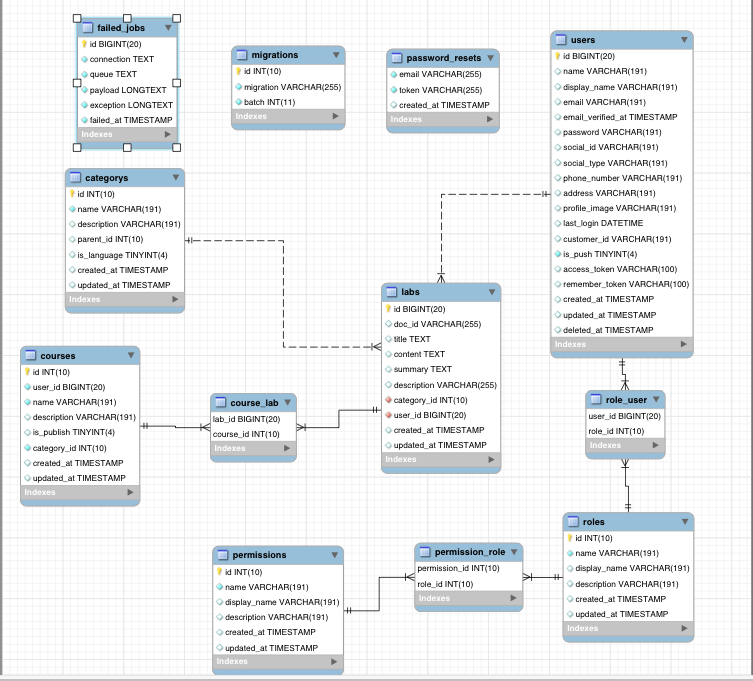 failed_jobs
id BIGINT(20)
connection TEXT
queue TEXT
payload LONGTEXT
exception LONGTEXT
failed_at TIMESTAMP
Indexes
migrations
id INT(10)
migration VARCHAR(255)
batch INT(11)
Indexes
password_resets
email VARCHAR(255)
token VARCHAR(255)
created_at TIMESTAMP
Indexes
users
id BIGINT(20)
name VARCHAR(191)
display_name VARCHAR(191)
email VARCHAR(191)
email_verified_at TIMESTAMP
password VARCHAR(191)
social_id VARCHAR(191)
social_type VARCHAR(191)
phone_number VARCHAR(191)
address VARCHAR(191)
profile_image VARCHAR(191)
last_login DATETIME
customer_id VARCHAR(191)
is_push TINYINT(4)
access_token VARCHAR(100)
remember_token VARCHAR(100)
created_at TIMESTAMP
updated_at TIMESTAMP
deleted_at TIMESTAMP
Indexes
categorys
id INT(10)
name VARCHAR(191)
description VARCHAR(191)
parent_id INT(10)
is_language TINYINT(4)
created_at TIMESTAMP
updated_at TIMESTAMP
Indexes
labs
id BIGINT(20)
doc_id VARCHAR(255)
title TEXT
content TEXT
summary TEXT
description VARCHAR(255)
category_id INT(10)
user_id BIGINT(20)
created_at TIMESTAMP
updated_at TIMESTAMP
Indexes
courses
id INT(10)
user_id BIGINT(20)
name VARCHAR(191)
description VARCHAR(191)
is_publish TINYINT(4)
category_id INT(10)
created_at TIMESTAMP
updated_at TIMESTAMP
Indexes
course_lab
lab_id BIGINT(20)
course_id INT(10)
Indexes
role_user
user_id BIGINT(20)
role_id INT(10)
Indexes
roles
id INT(10)
name VARCHAR(191)
display_name VARCHAR(191)
description VARCHAR(191)
created_at TIMESTAMP
updated_at TIMESTAMP
Indexes
permissions
id INT(10)
name VARCHAR(191)
display_name VARCHAR(191)
description VARCHAR(191)
created_at TIMESTAMP
updated_at TIMESTAMP
Indexes
permission_role
permission_id INT(10)
role_id INT(10)
Indexes